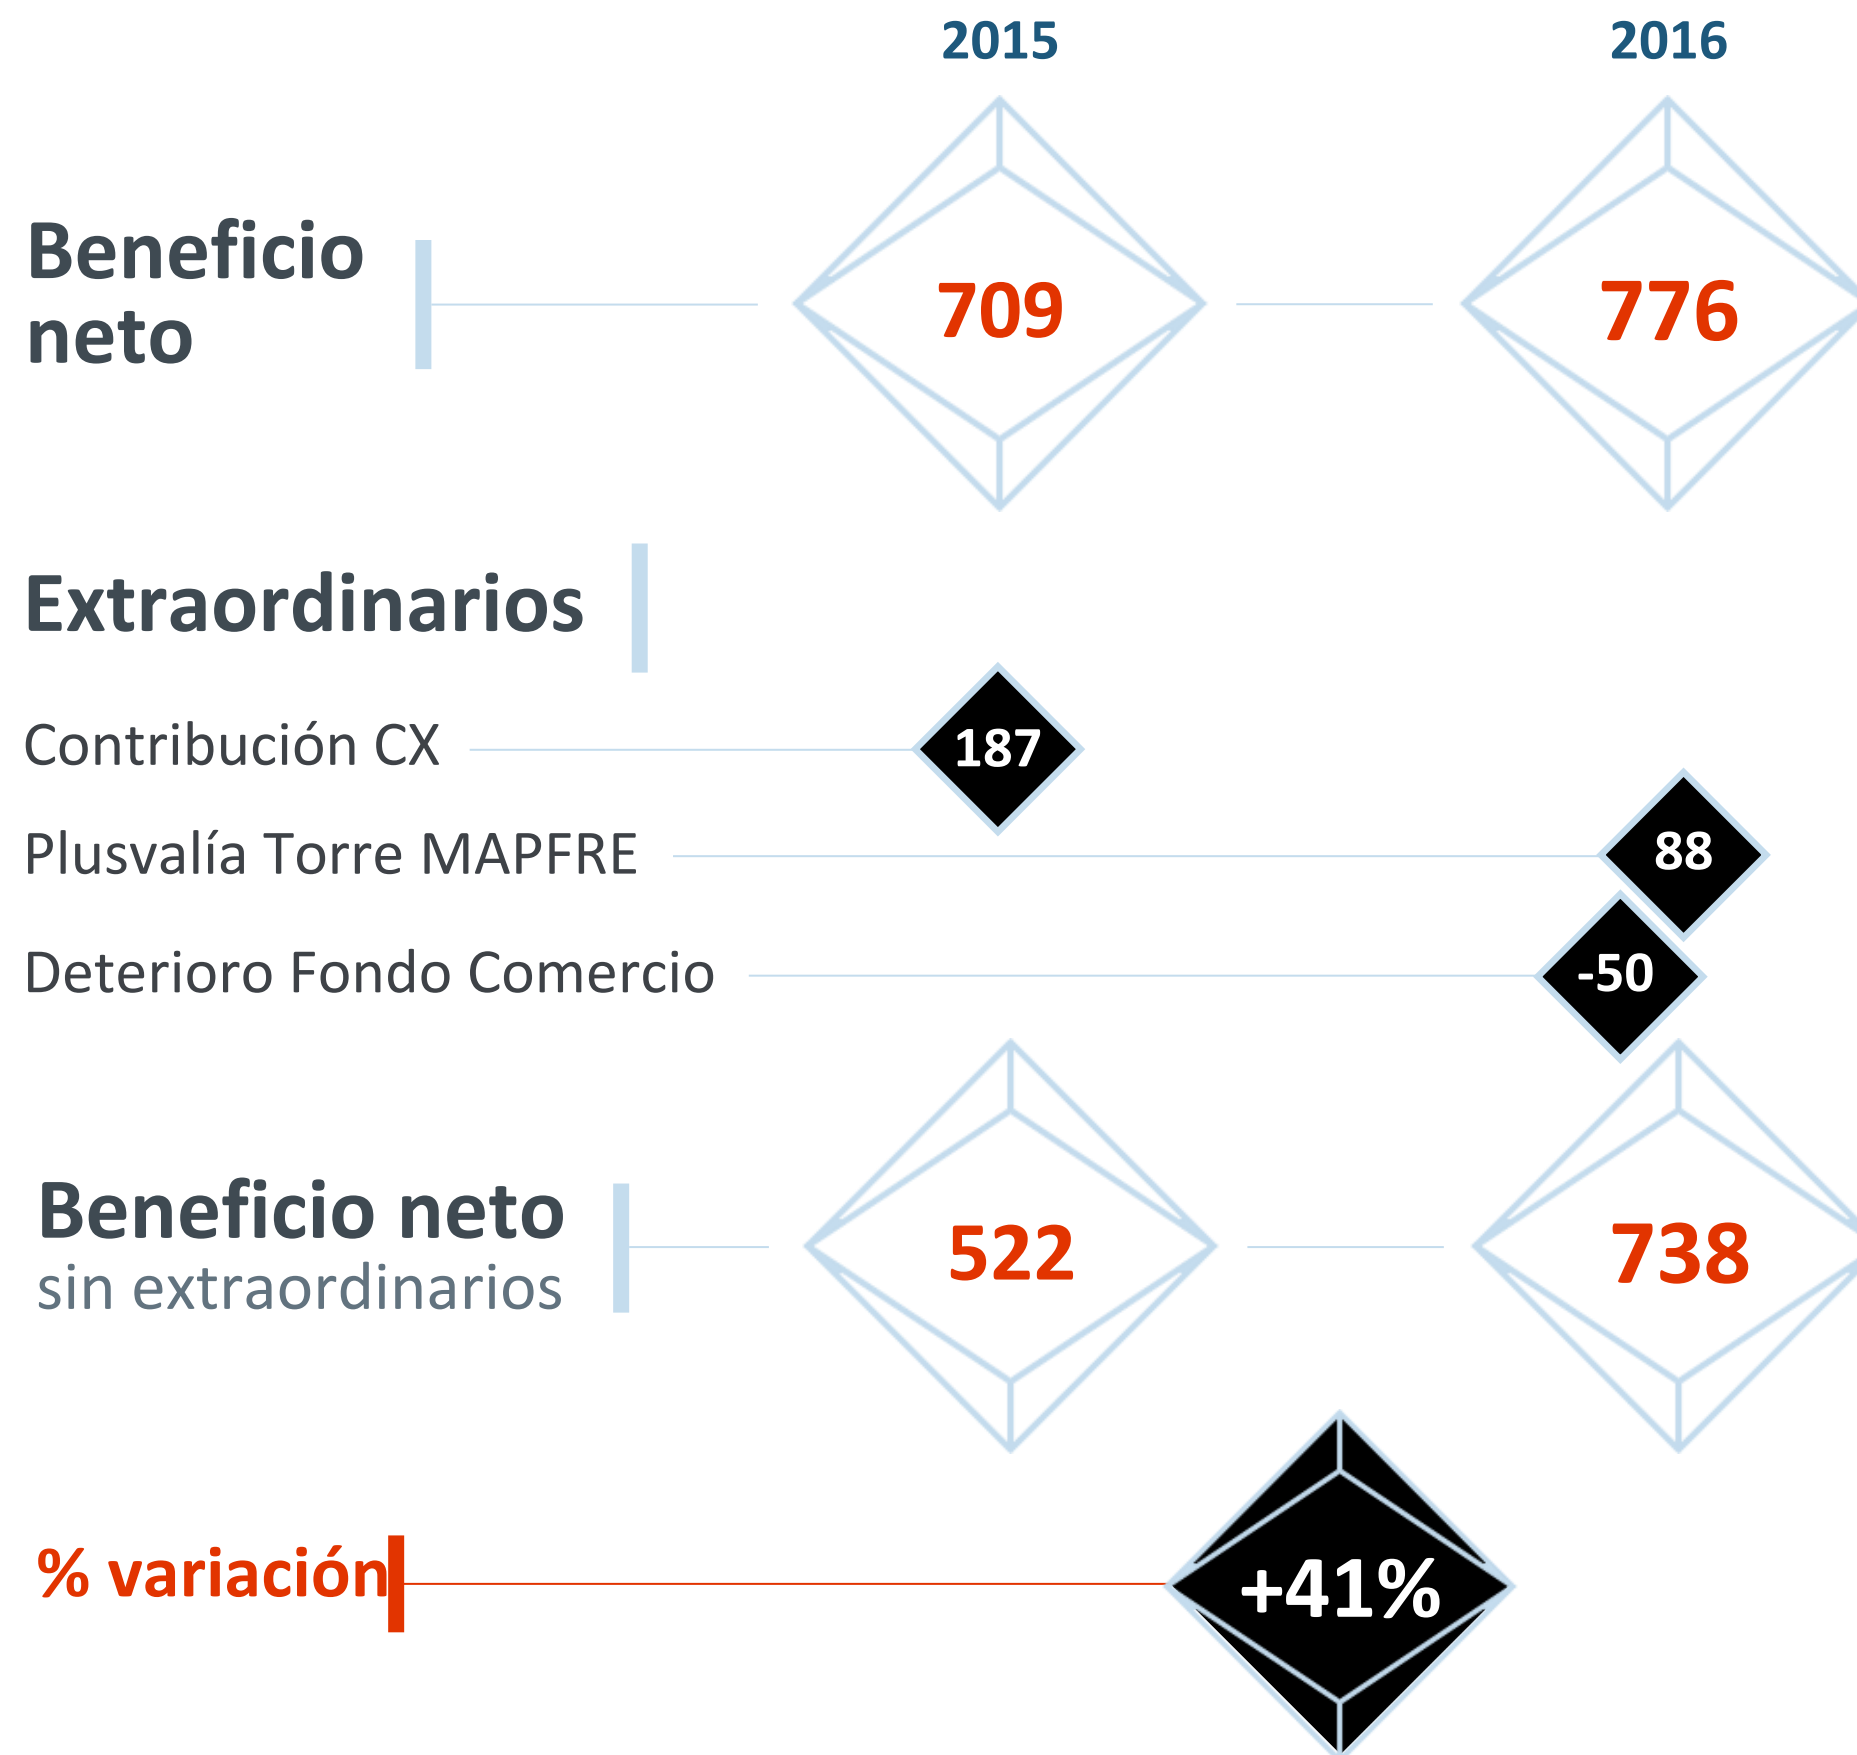 2015 2016
Beneficio
neto
709 776
Extraordinarios
Contribución CX 187
Plusvalía Torre MAPFRE 88
Deterioro Fondo Comercio -50
Beneficio neto
sin extraordinarios
522 738
% variación +41%